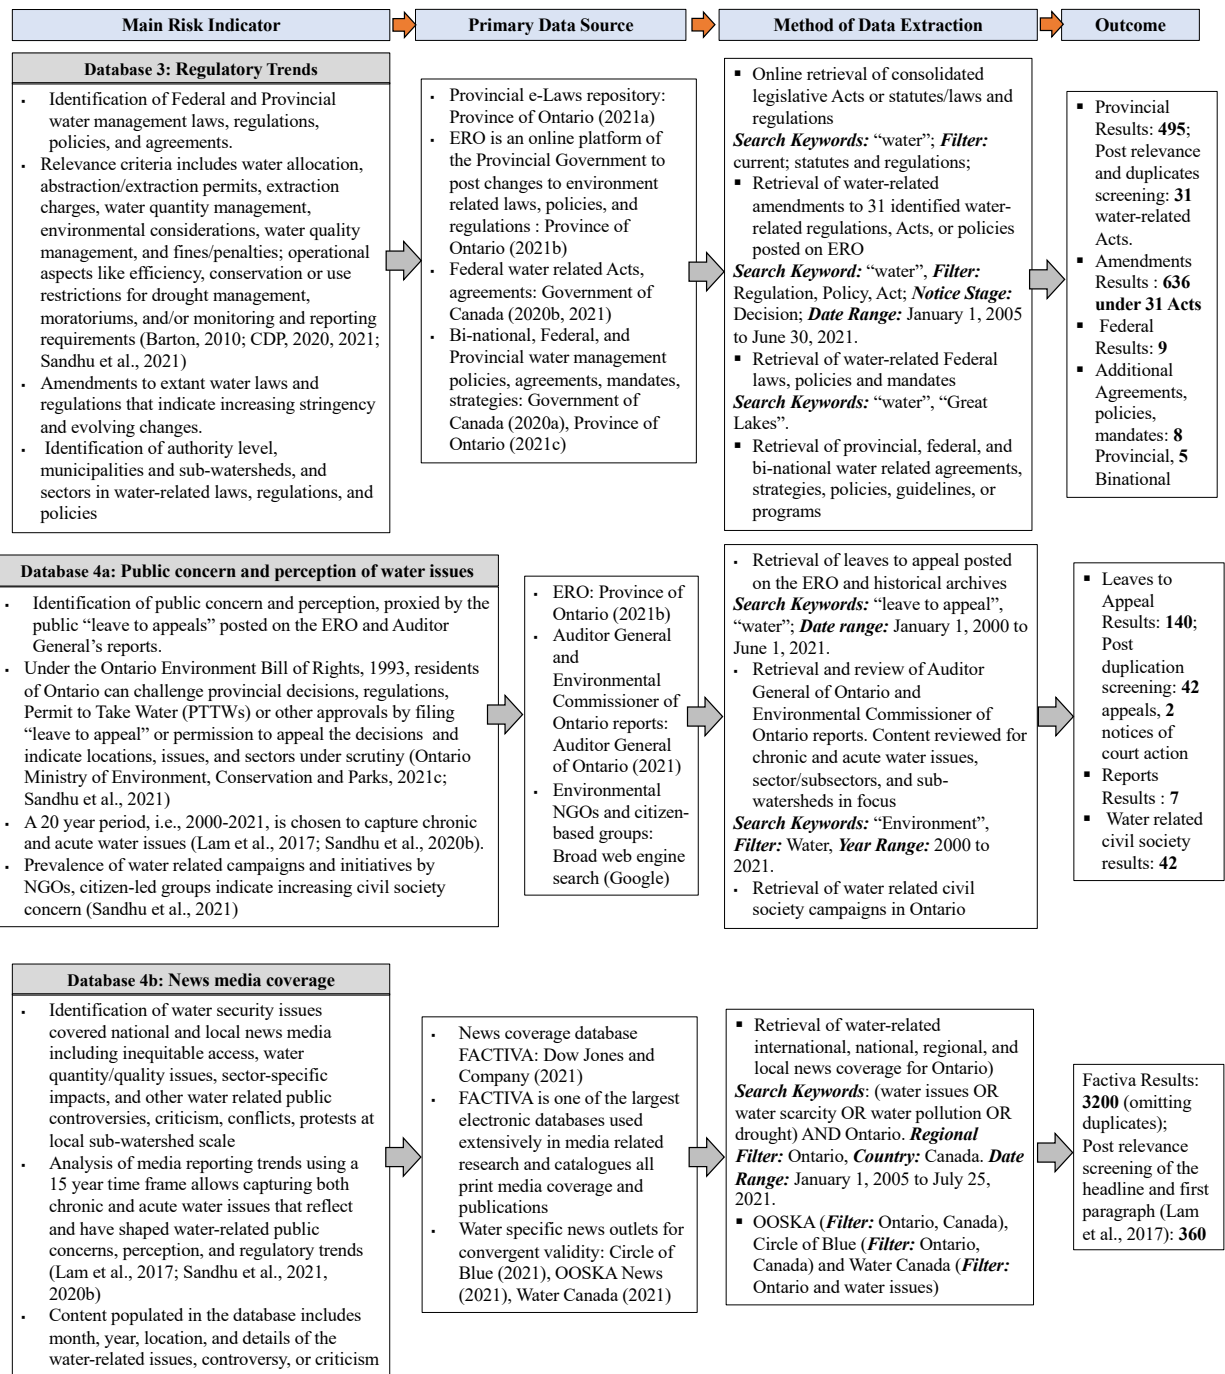 Main Risk Indicator
Primary Data Source
Method of Data Extraction
Outcome
Database 3: Regulatory Trends
▪ Identification of Federal and Provincial
water management laws, regulations,
policies, and agreements.
▪ Relevance criteria includes water allocation,
abstraction/extraction permits, extraction
charges, water quantity management,
environmental considerations, water quality
management, and fines/penalties; operational
aspects like efficiency, conservation or use
restrictions for drought management,
moratoriums, and/or monitoring and reporting
requirements (Barton, 2010; CDP, 2020, 2021;
Sandhu et al., 2021)
▪ Amendments to extant water laws and
regulations that indicate increasing stringency
and evolving changes.
▪ Identification of authority level,
municipalities and sub-watersheds, and
sectors in water-related laws, regulations, and
policies
▪ Provincial e-Laws repository:
Province of Ontario (2021a)
▪ ERO is an online platform of
the Provincial Government to
post changes to environment
related laws, policies, and
regulations : Province of
Ontario (2021b)
▪ Federal water related Acts,
agreements: Government of
Canada (2020b, 2021)
▪ Bi-national, Federal, and
Provincial water management
policies, agreements, mandates,
strategies: Government of
Canada (2020a), Province of
Ontario (2021c)
▪ Online retrieval of consolidated
legislative Acts or statutes/laws and
regulations
Search Keywords: “water”; Filter:
current; statutes and regulations;
▪ Retrieval of water-related
amendments to 31 identified water-
related regulations, Acts, or policies
posted on ERO
Search Keyword: “water”, Filter:
Regulation, Policy, Act; Notice Stage:
Decision; Date Range: January 1, 2005
to June 30, 2021.
▪ Retrieval of water-related Federal
laws, policies and mandates
Search Keywords: “water”, “Great
Lakes”.
▪ Retrieval of provincial, federal, and
bi-national water related agreements,
strategies, policies, guidelines, or
programs
▪ Provincial
Results: 495;
Post relevance
and duplicates
screening: 31
water-related
Acts.
▪ Amendments
Results : 636
under 31 Acts
▪ Federal
Results: 9
▪ Additional
Agreements,
policies,
mandates: 8
Provincial, 5
Binational
Database 4a: Public concern and perception of water issues
▪ Identification of public concern and perception, proxied by the
public “leave to appeals” posted on the ERO and Auditor
General’s reports.
▪ Under the Ontario Environment Bill of Rights, 1993, residents
of Ontario can challenge provincial decisions, regulations,
Permit to Take Water (PTTWs) or other approvals by filing
“leave to appeal” or permission to appeal the decisions and
indicate locations, issues, and sectors under scrutiny (Ontario
Ministry of Environment, Conservation and Parks, 2021c;
Sandhu et al., 2021)
▪ A 20 year period, i.e., 2000-2021, is chosen to capture chronic
and acute water issues (Lam et al., 2017; Sandhu et al., 2020b).
▪ Prevalence of water related campaigns and initiatives by
NGOs, citizen-led groups indicate increasing civil society
concern (Sandhu et al., 2021)
▪ ERO: Province of
Ontario (2021b)
▪ Auditor General
and
Environmental
Commissioner of
Ontario reports:
Auditor General
of Ontario (2021)
▪ Environmental
NGOs and citizen-
based groups:
Broad web engine
search (Google)
▪ Retrieval of leaves to appeal posted
on the ERO and historical archives
Search Keywords: “leave to appeal”,
“water”; Date range: January 1, 2000 to
June 1, 2021.
▪ Retrieval and review of Auditor
General of Ontario and
Environmental Commissioner of
Ontario reports. Content reviewed for
chronic and acute water issues,
sector/subsectors, and sub-
watersheds in focus
Search Keywords: “Environment”,
Filter: Water, Year Range: 2000 to
2021.
▪ Retrieval of water related civil
society campaigns in Ontario
▪ Leaves to
Appeal
Results: 140;
Post
duplication
screening: 42
appeals, 2
notices of
court action
▪ Reports
Results : 7
▪ Water related
civil society
results: 42
Database 4b: News media coverage
▪ Identification of water security issues
covered national and local news media
including inequitable access, water
quantity/quality issues, sector-specific
impacts, and other water related public
controversies, criticism, conflicts, protests at
local sub-watershed scale
▪ Analysis of media reporting trends using a
15 year time frame allows capturing both
chronic and acute water issues that reflect
and have shaped water-related public
concerns, perception, and regulatory trends
(Lam et al., 2017; Sandhu et al., 2021,
2020b)
▪ Content populated in the database includes
month, year, location, and details of the
water-related issues, controversy, or criticism
▪ News coverage database
FACTIVA: Dow Jones and
Company (2021)
▪ FACTIVA is one of the largest
electronic databases used
extensively in media related
research and catalogues all
print media coverage and
publications
▪ Water specific news outlets for
convergent validity: Circle of
Blue (2021), OOSKA News
(2021), Water Canada (2021)
▪ Retrieval of water-related
international, national, regional, and
local news coverage for Ontario)
Search Keywords: (water issues OR
water scarcity OR water pollution OR
drought) AND Ontario. Regional
Filter: Ontario, Country: Canada. Date
Range: January 1, 2005 to July 25,
2021.
▪ OOSKA (Filter: Ontario, Canada),
Circle of Blue (Filter: Ontario,
Canada) and Water Canada (Filter:
Ontario and water issues)
Factiva Results:
3200 (omitting
duplicates);
Post relevance
screening of the
headline and first
paragraph (Lam
et al., 2017): 360